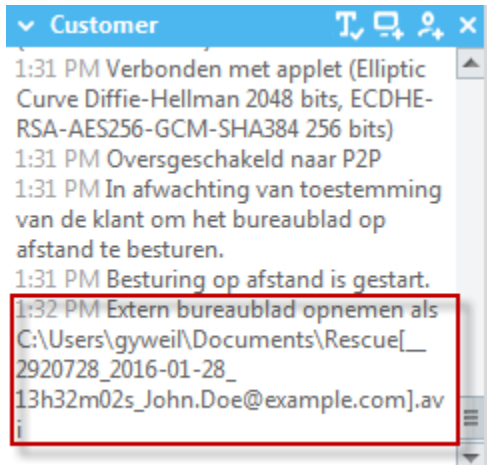 Customer
1:31 PM Verbonden met applet (Elliptic
Curve Diffie-Hellman 2048 bits, ECDHE-
RSA-AES256-GCM-SHA384 256 bits)
1:31 PM Oversgeschakeld naar P2P
1:31 PM In afwachting van toestemming
van de klant om het bureaublad op
afstand te besturen.
1:31 PM Besturing op afstand is gestart.
1:32 PM Extern bureaublad opnemen als
C:\Users\gyweil\Documents\Rescue[__
2920728_2016-01-28_
13h32m02s_John.Doe@example.com].av
i